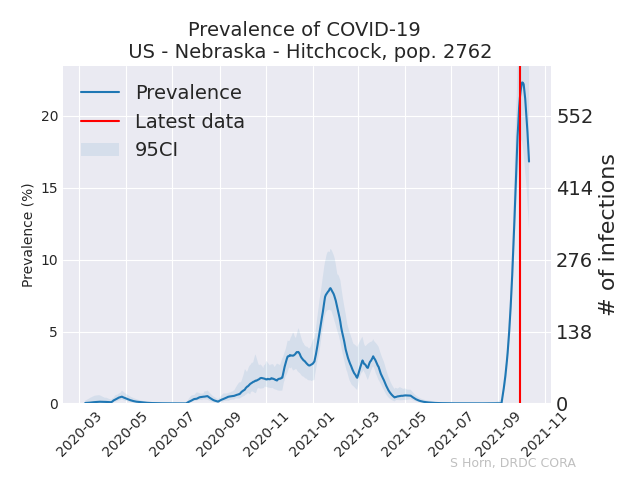 Prevalence of COVID-19
US - Nebraska - Hitchcock, pop. 2762
Prevalence
Latest data
95CI
Prevalence (%)
20
15
10
5
0
552
414
276
138
0
# of infections
2020-03
2020-05
2020-07
2020-09
2020-11
2021-01
2021-03
2021-05
2021-07
2021-09
2021-11
S Horn, DRDC CORA